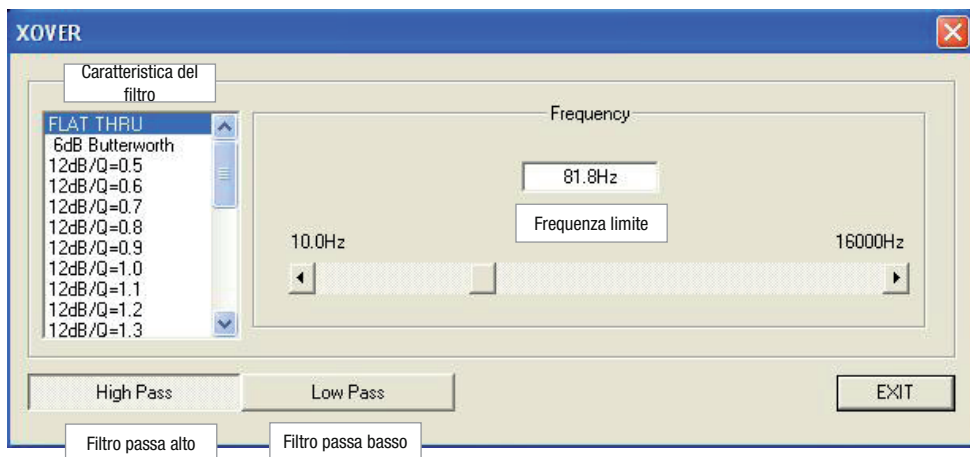 XOVER
Caratteristica del
filtro
FLAT THRU
6dB Butterworth
12dB/Q=0.5
12dB/Q=0.6
12dB/Q=0.7
12dB/Q=0.8
12dB/Q=0.9
12dB/Q=1.0
12dB/Q=1.1
12dB/Q=1.2
12dB/Q=1.3
Frequency
81.8Hz
Frequenza limite
10.0Hz
16000Hz
High Pass
Low Pass
EXIT
Filtro passa alto
Filtro passa basso